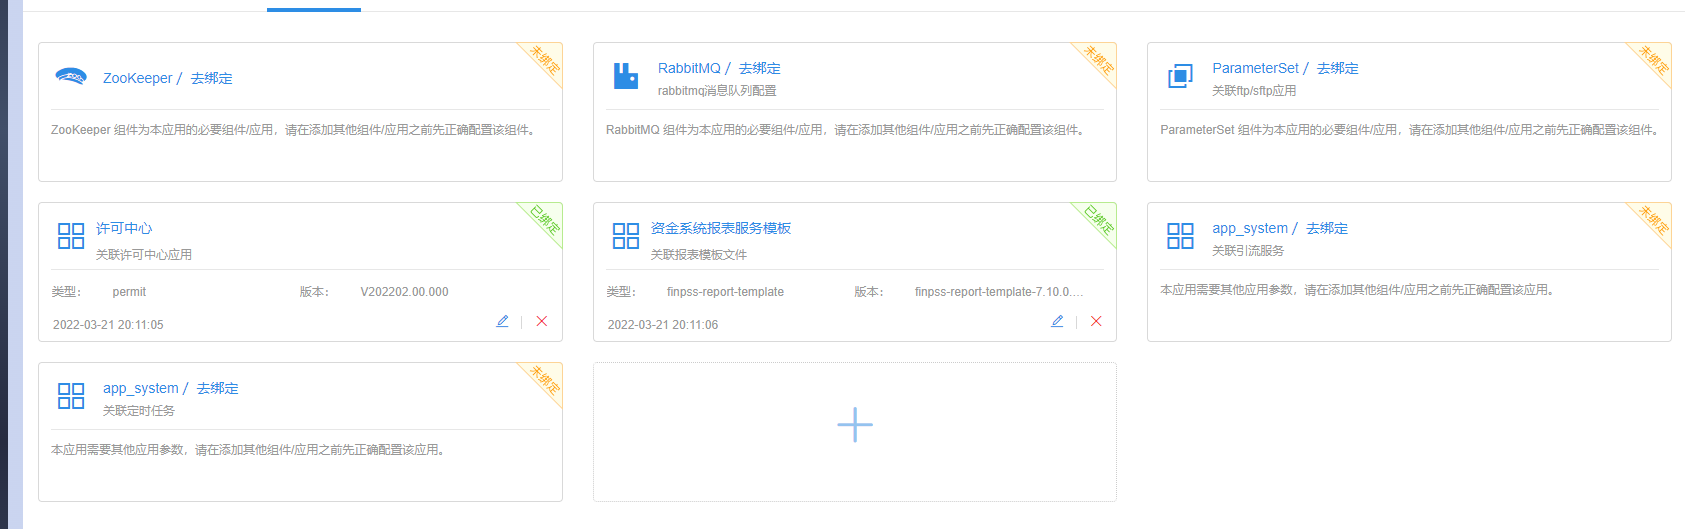 ZooKeeper / 去绑定
未绑定
ZooKeeper 组件为本应用的必要组件/应用，请在添加其他组件/应用之前先正确配置该组件。
RabbitMQ / 去绑定
未绑定
rabbitmq消息队列配置
RabbitMQ 组件为本应用的必要组件/应用，请在添加其他组件/应用之前先正确配置该组件。
ParameterSet / 去绑定
未绑定
关联ftp/sftp应用
ParameterSet 组件为本应用的必要组件/应用，请在添加其他组件/应用之前先正确配置该组件。
许可中心
已绑定
关联许可中心应用
类型： permit 版本： V202202.00.000
2022-03-21 20:11:05
资金系统报表服务模板
已绑定
关联报表模板文件
类型： finpss-report-template 版本： finpss-report-template-7.10.0....
2022-03-21 20:11:06
app_system / 去绑定
未绑定
关联引流服务
本应用需要其他应用参数，请在添加其他组件/应用之前先正确配置该应用。
app_system / 去绑定
未绑定
关联定时任务
本应用需要其他应用参数，请在添加其他组件/应用之前先正确配置该应用。